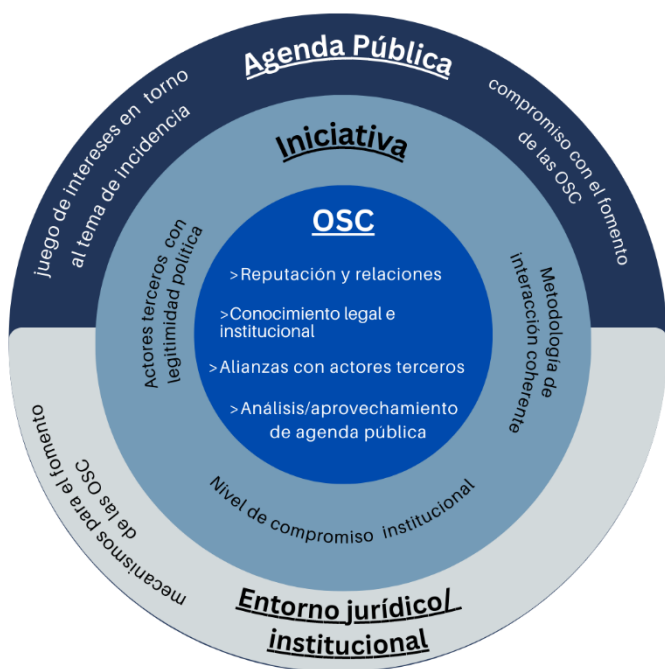 Agenda Pública
juego de intereses en torno
al tema de incidencia
compromiso con el fomento
de las OSC
Iniciativa
Actores terceros con
legitimidad política
Metodología de
interacción coherente
Nivel de compromiso institucional
OSC
>Reputación y relaciones
>Conocimiento legal e
institucional
>Alianzas con actores terceros
>Análisis/aprovechamiento
de agenda pública
mecanismos para el fomento
de las OSC
Entorno jurídico/
institucional